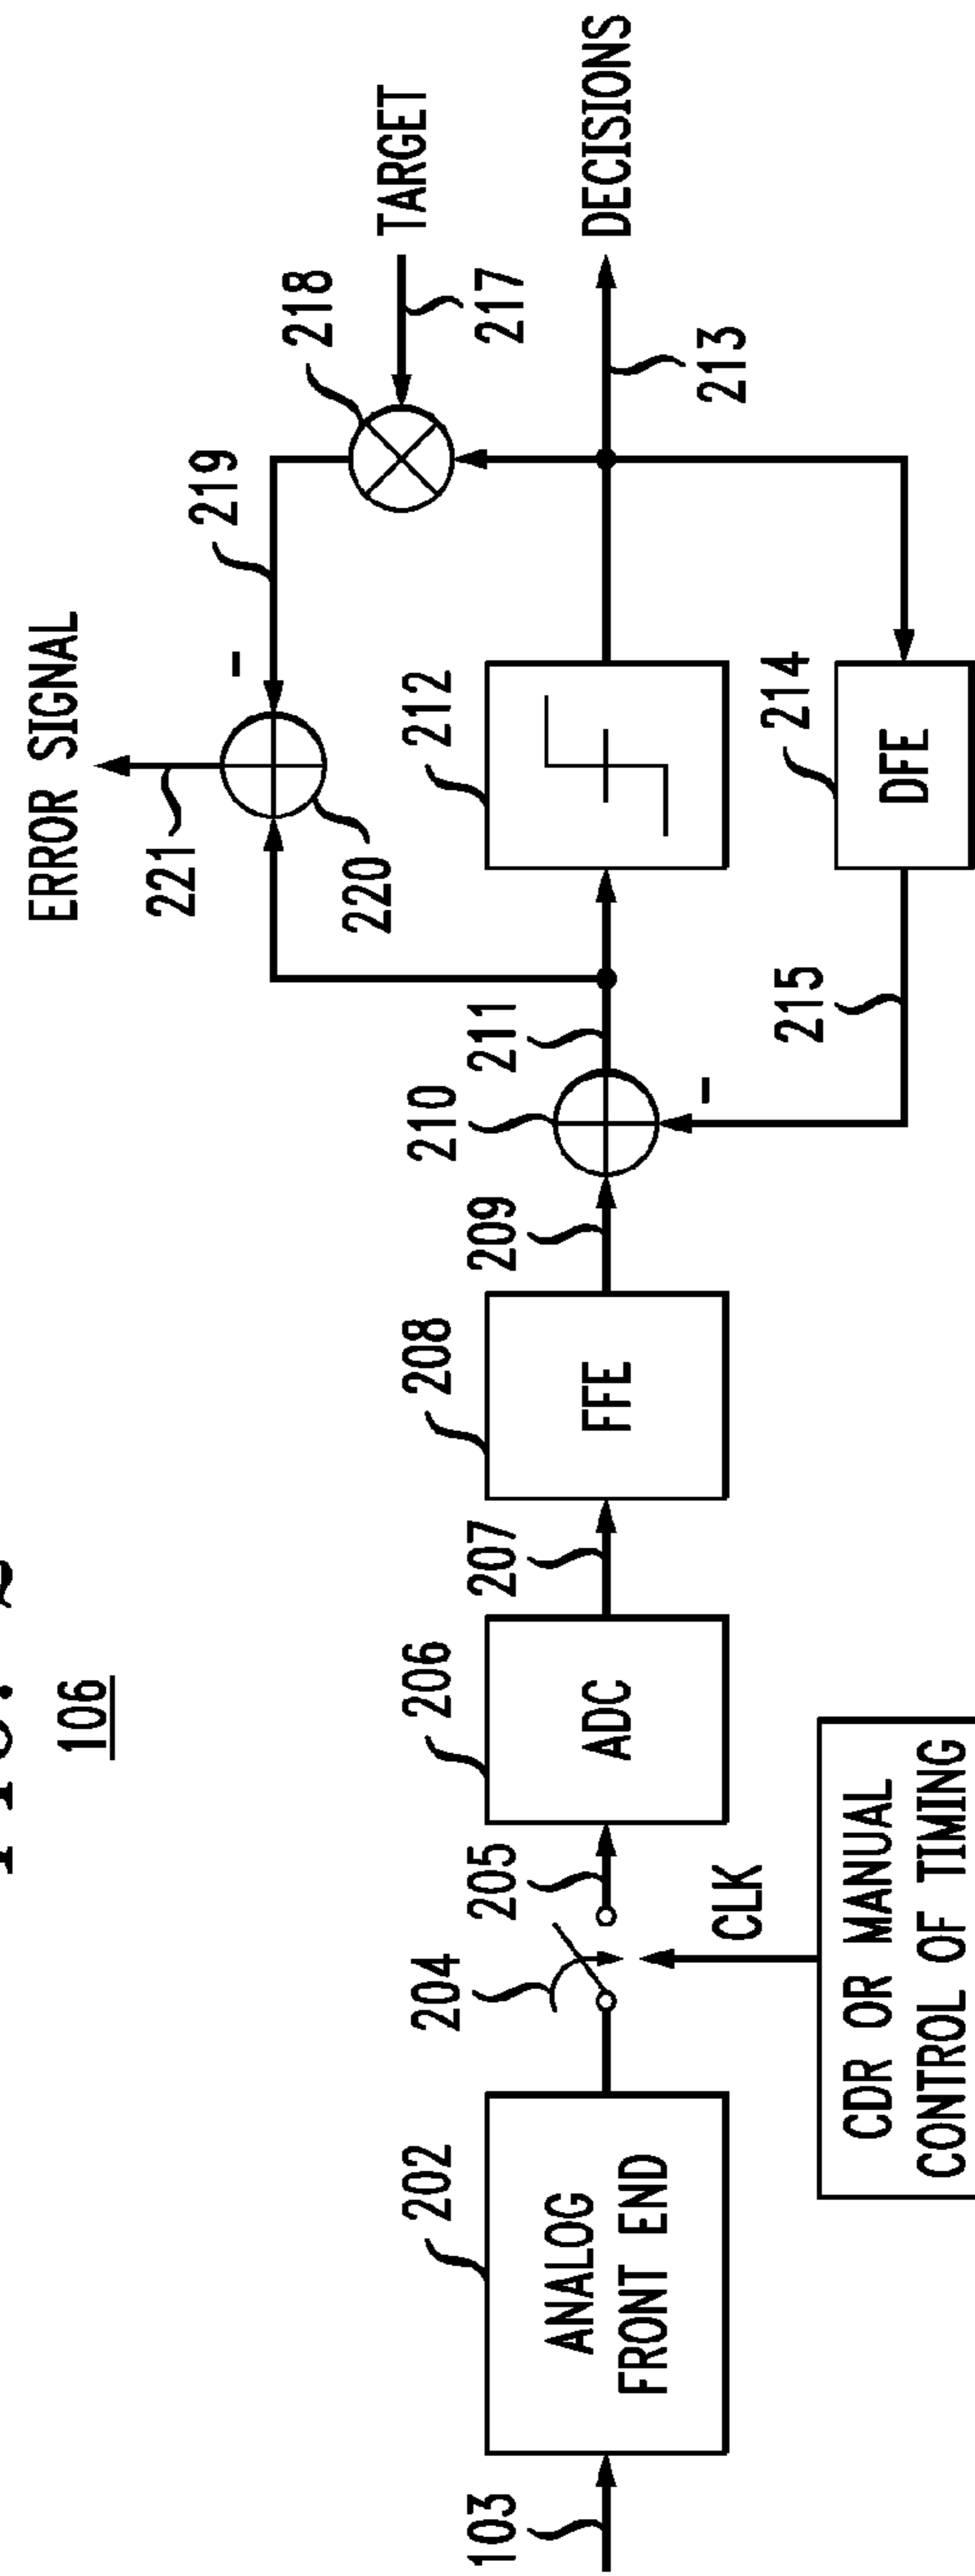 106
103
ANALOG
FRONT END
202
204
205
CLK
CDR OR MANUAL
CONTROL OF TIMING
ADC
206
207
FFE
208
209
210
211
-
212
DFE
214
215
-
ERROR SIGNAL
221
220
219
218
TARGET
217
213
DECISIONS